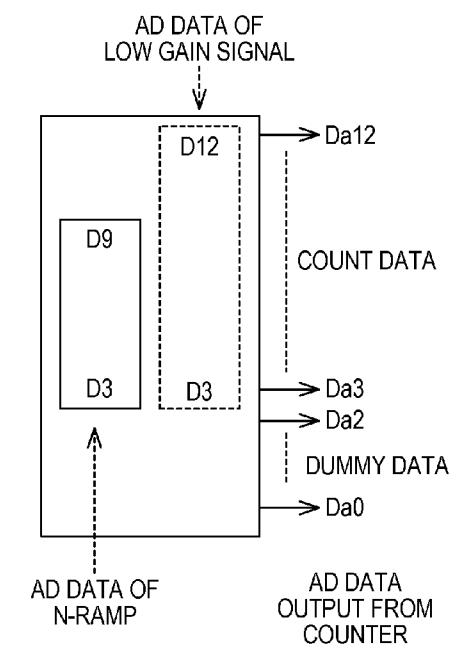 AD DATA OF
LOW GAIN SIGNAL
D12
Da12
D9
COUNT DATA
D3
D3
Da3
Da2
DUMMY DATA
Da0
AD DATA OF
N-RAMP
AD DATA
OUTPUT FROM
COUNTER